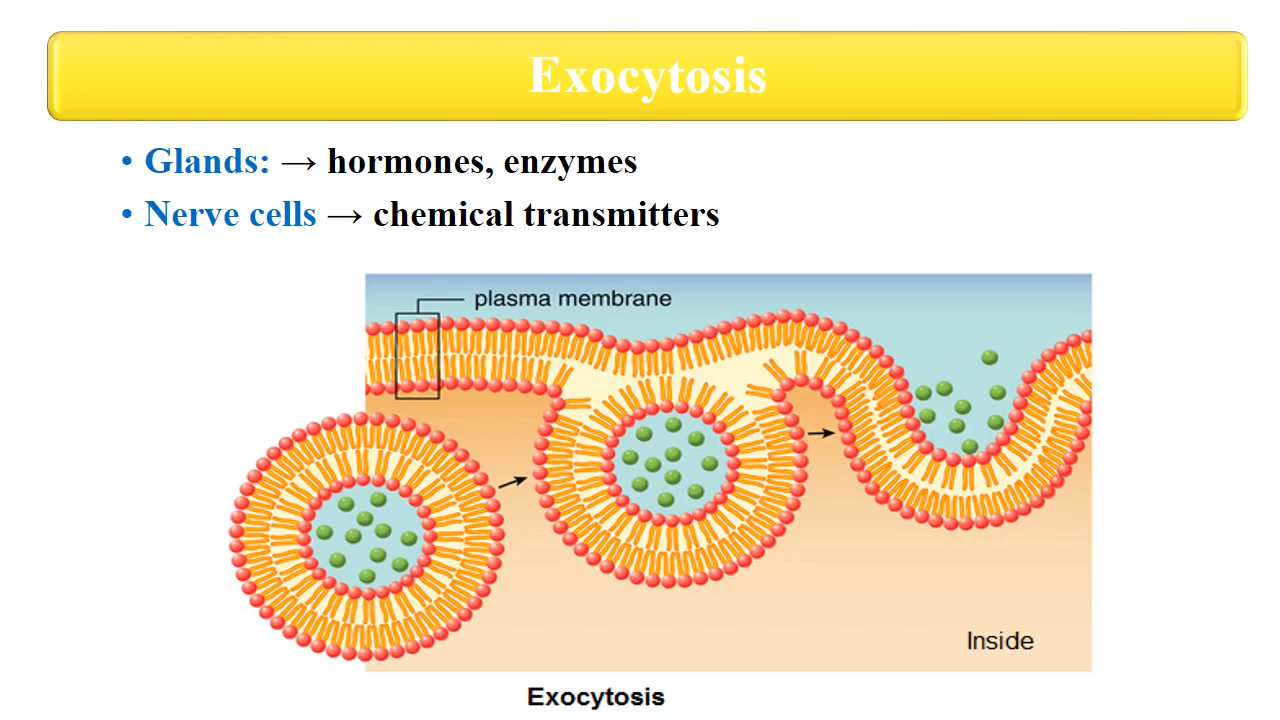 Exocytosis
• Glands: → hormones, enzymes
• Nerve cells → chemical transmitters
plasma membrane
Inside
Exocytosis